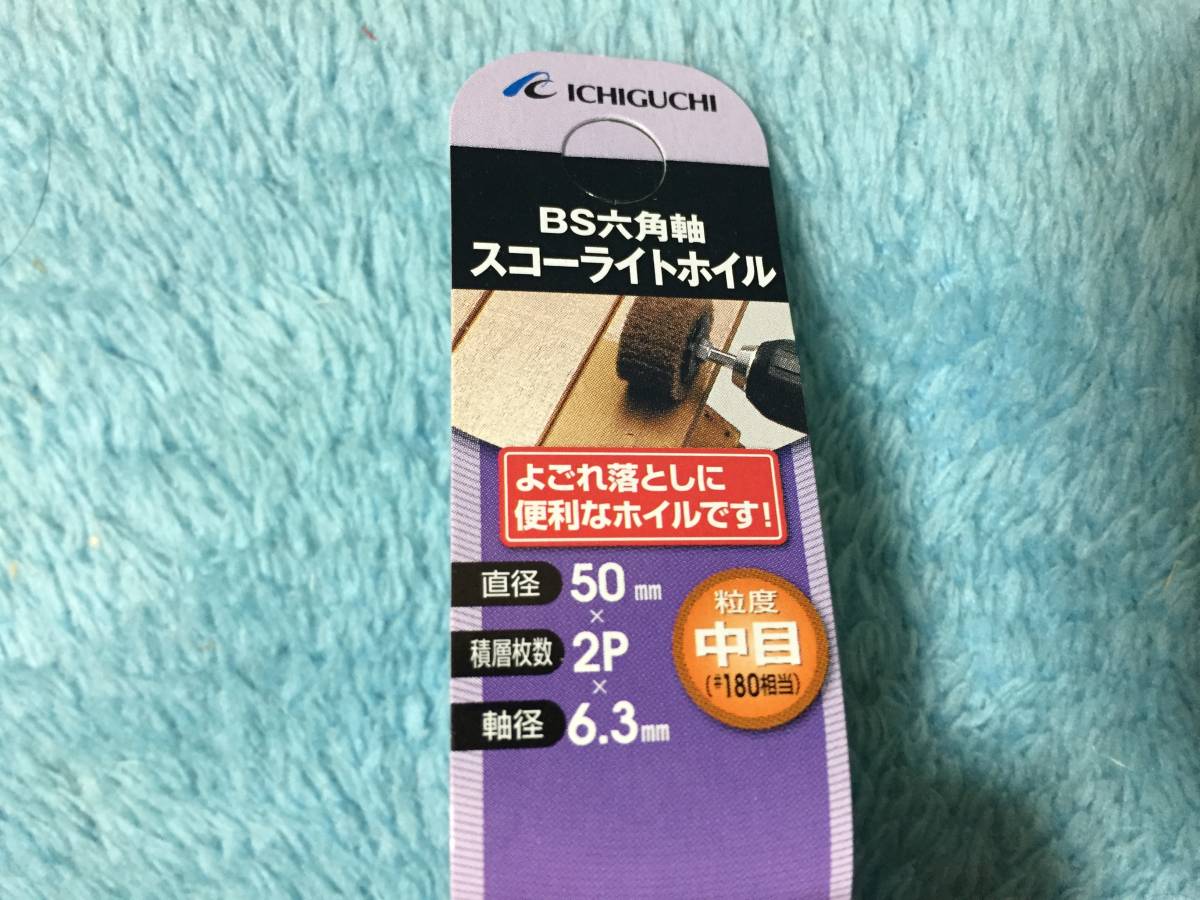 ICHIGUCHI
BS六角軸
スコーライトホイル
よごれ落としに
便利なホイルです!
直径 50mm
×
積層枚数 2P
×
軸径 6.3mm
粒度
中目
(#180相当)